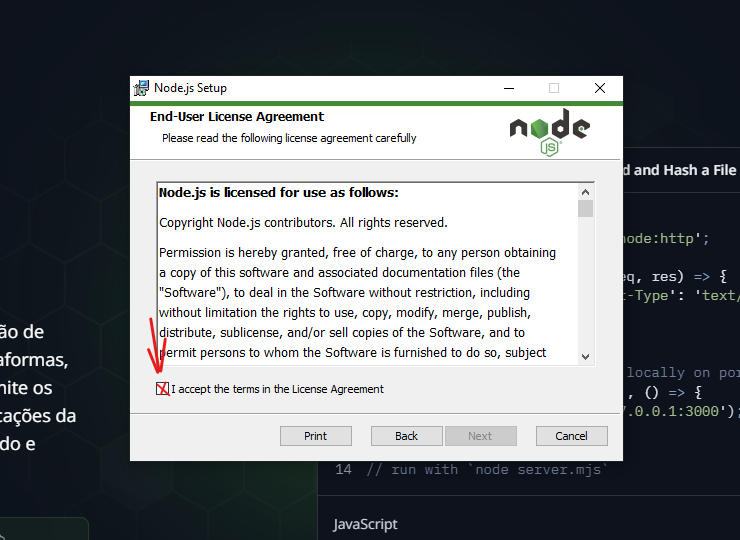 Node.js Setup
End-User License Agreement
Please read the following license agreement carefully
node
JS
Node.js is licensed for use as follows:
Copyright Node.js contributors. All rights reserved.
Permission is hereby granted, free of charge, to any person obtaining
a copy of this software and associated documentation files (the
"Software"), to deal in the Software without restriction, including
without limitation the rights to use, copy, modify, merge, publish,
distribute, sublicense, and/or sell copies of the Software, and to
permit persons to whom the Software is furnished to do so, subject
I accept the terms in the License Agreement
Print
Back
Next
Cancel
ão de
aformas,
nite os
cações da
do e
d and Hash a File
node:http';
eq, res) => {
t-Type': 'text/
locally on po
, () => {
7.0.0.1:3000');
14 // run with `node server.mjs`
JavaScript